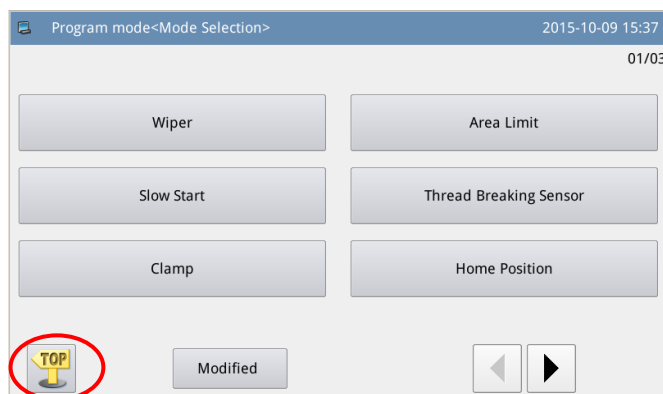 Program mode<Mode Selection> 2015-10-09 15:37
01/03
Wiper Area Limit
Slow Start Thread Breaking Sensor
Clamp Home Position
TOP Modified